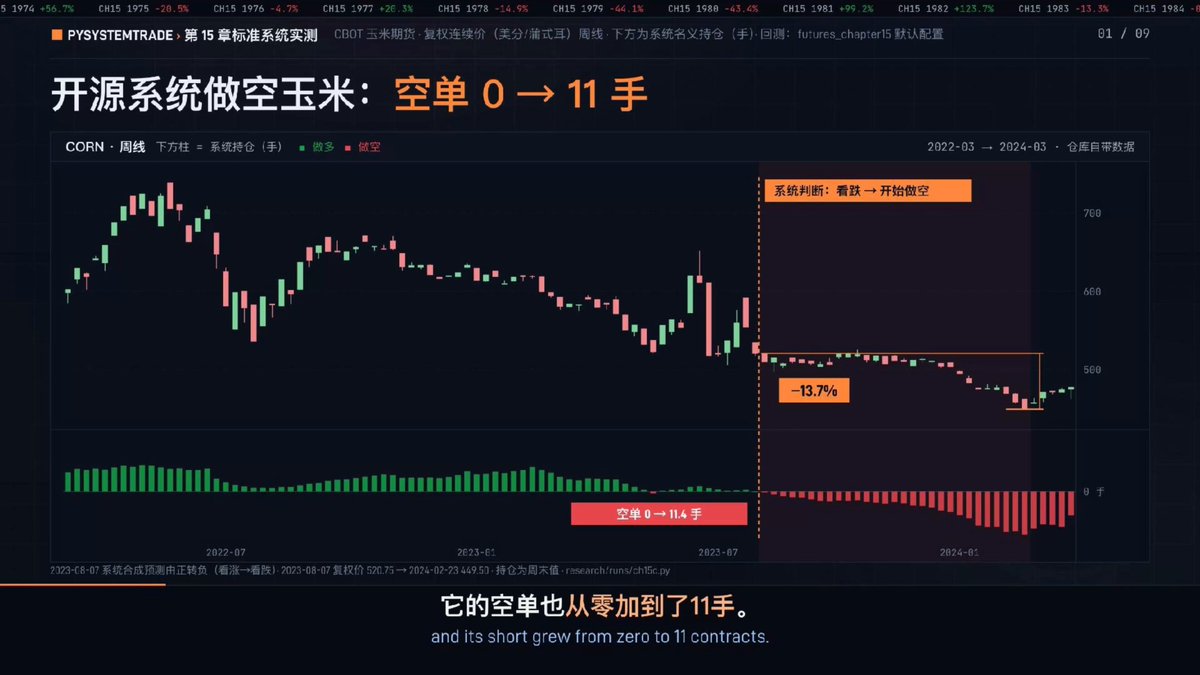 5 1974 +56.7% CH15 1975 -20.5% CH15 1976 -4.7% CH15 1977 +20.3% CH15 1978 -14.9% CH15 1979 -44.1% CH15 1980 -43.4% CH15 1981 +99.2% CH15 1982 +123.7% CH15 1983 -13.3% CH15 1984
PYSYSTEMTRADE › 第 15 章标准系统实测 CBOT 玉米期货 · 复权连续价（美分/蒲式耳）周线 · 下方为系统名义持仓（手）· 回测：futures_chapter15 默认配置 01 / 09
开源系统做空玉米：空单 0 → 11 手
CORN · 周线 下方柱 = 系统持仓（手） 做多 做空 2022-03 → 2024-03 · 仓库自带数据
系统判断：看跌 → 开始做空
700
600
500
−13.7%
0 手
空单 0 → 11.4 手
2022-07 2023-01 2023-07 2024-01
2023-08-07 系统合成预测由正转负（看涨→看跌）· 2023-08-07 复权价 520.75 → 2024-02-23 449.50 · 持仓为周末值 · research/runs/ch15c.py
它的空单也从零加到了11手。
and its short grew from zero to 11 contracts.